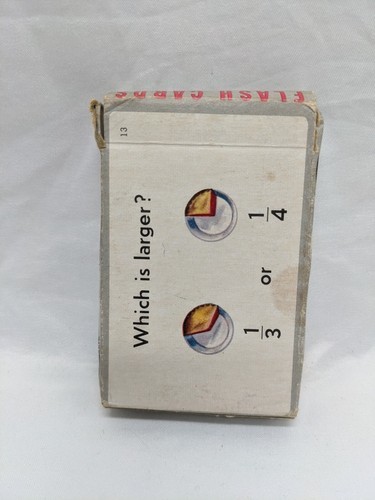 FLASH CARDS
13
Which is larger?
1/3 or 1/4